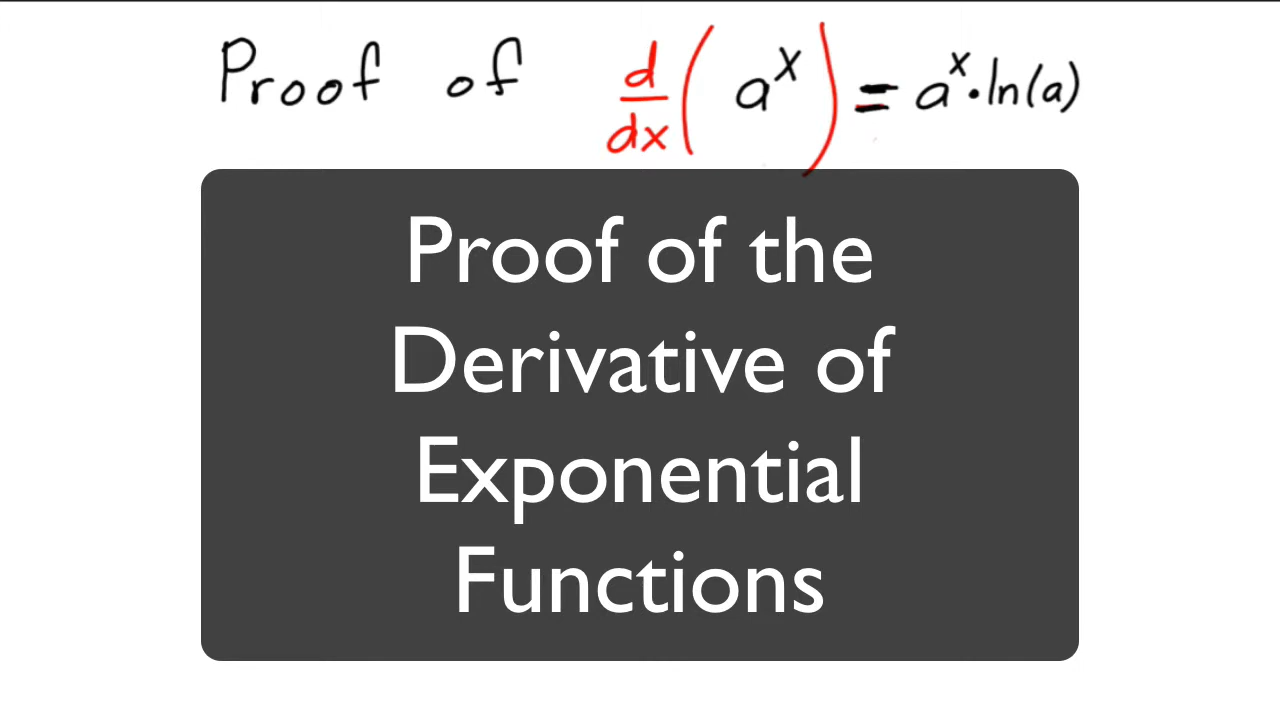 Proof of d/dx ( a^x ) = a^x · ln(a)
Proof of the
Derivative of
Exponential
Functions